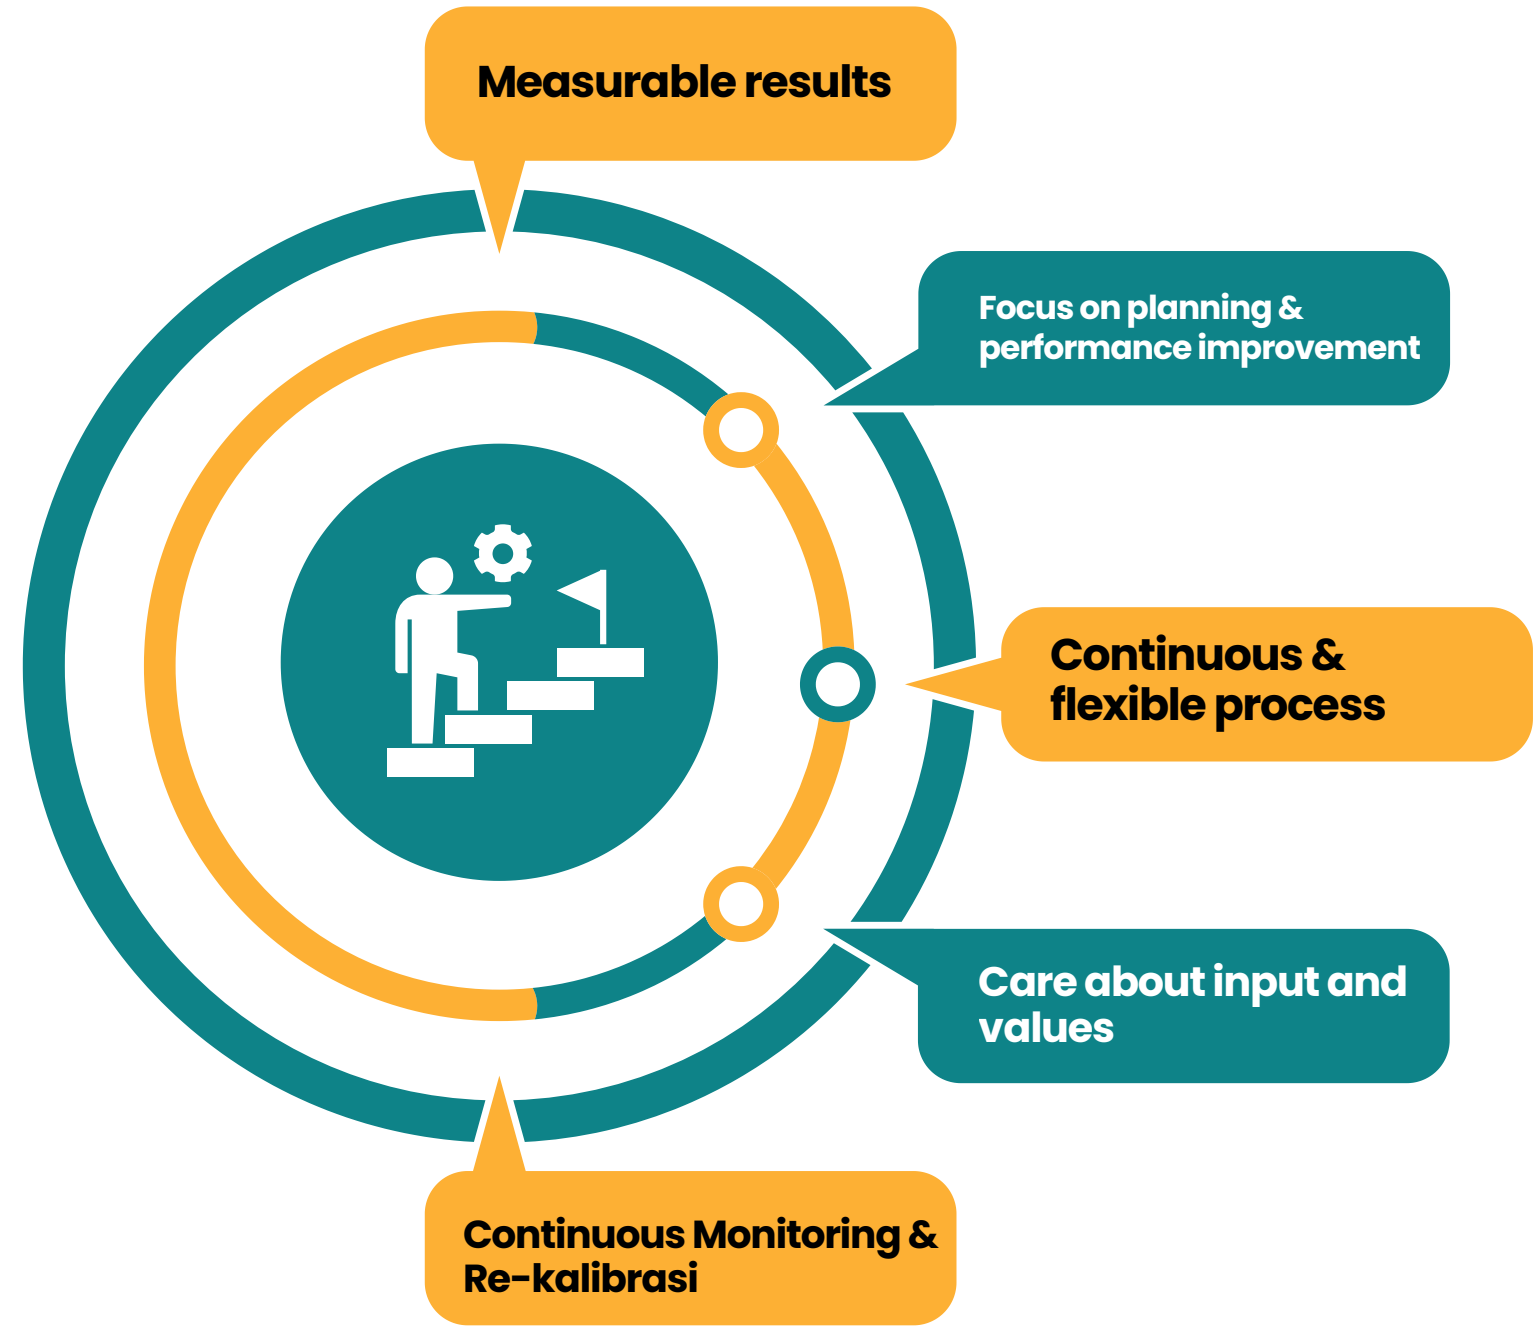 Measurable results
Focus on planning &
performance improvement
Continuous &
flexible process
Care about input and
values
Continuous Monitoring &
Re-kalibrasi